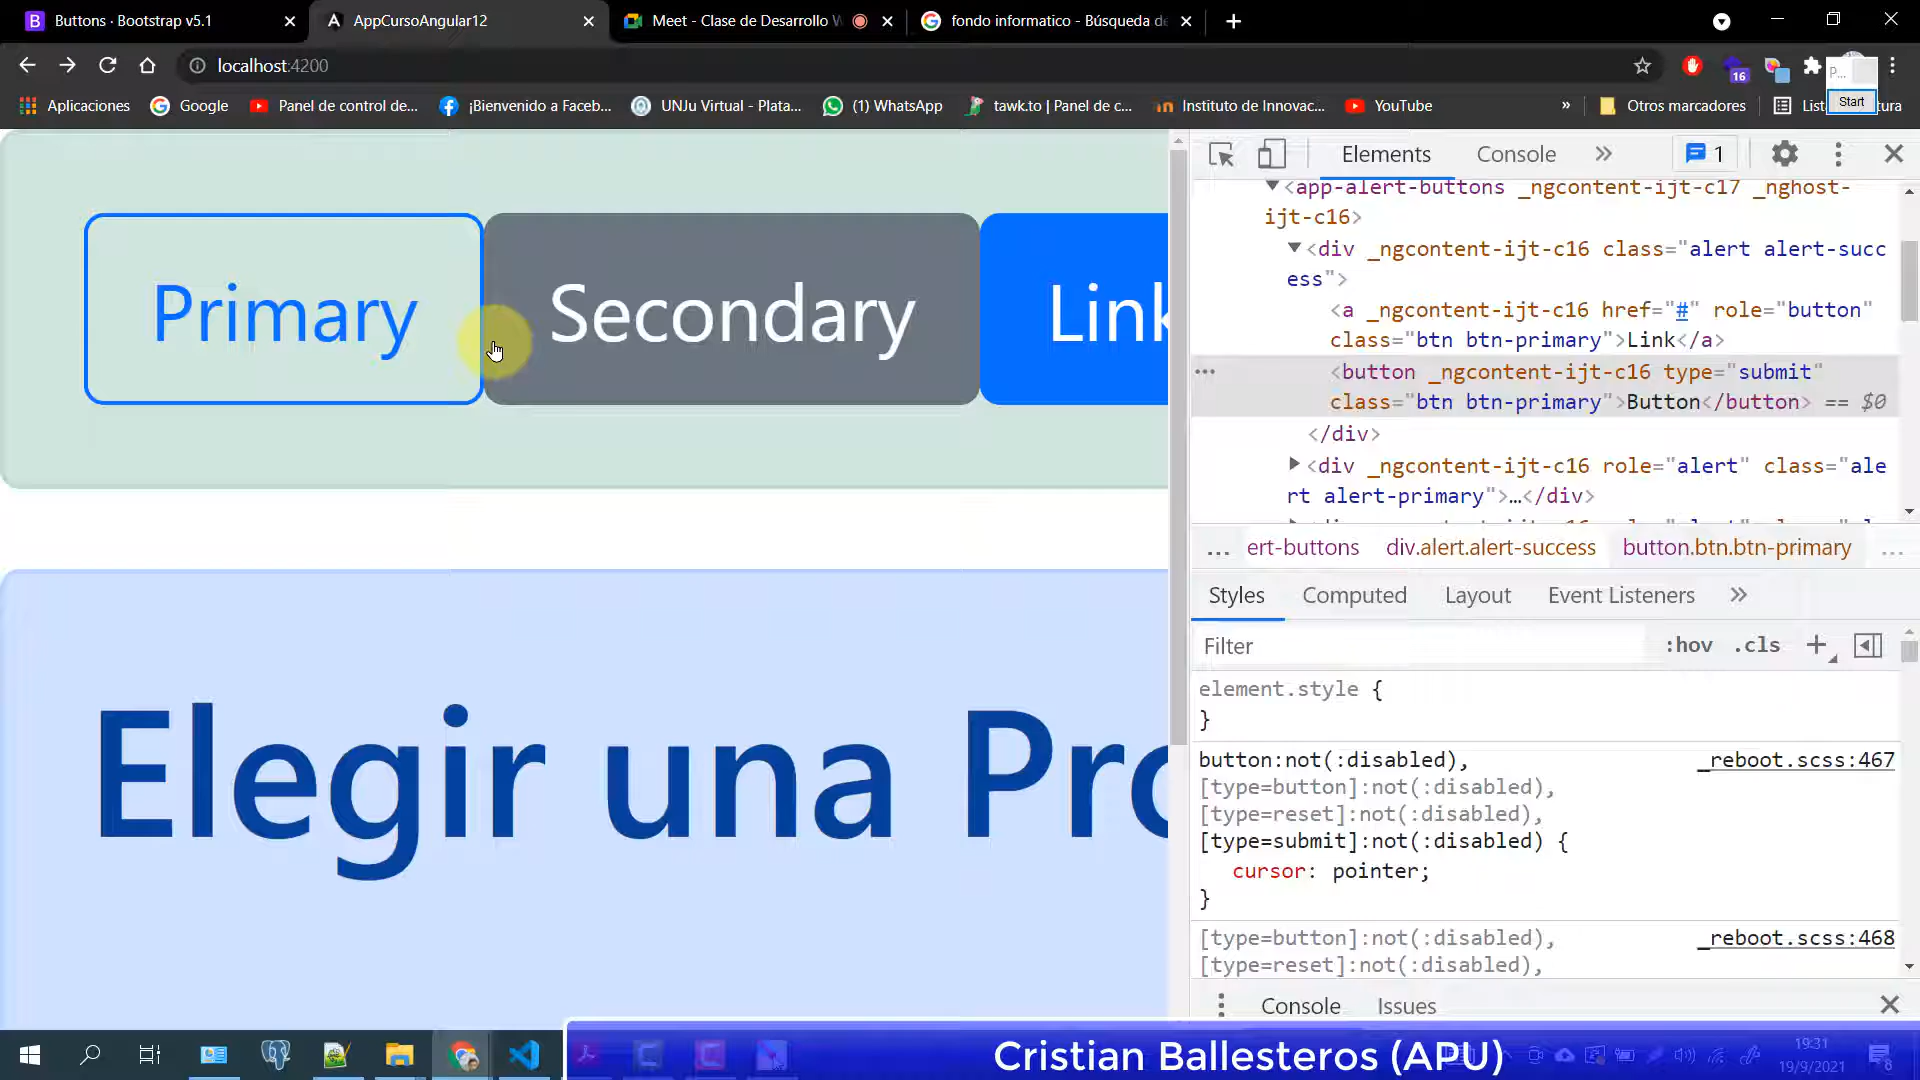 Buttons · Bootstrap v5.1
AppCursoAngular12
Meet - Clase de Desarrollo W
fondo informatico - Búsqueda de
localhost:4200
16
p...
Start
Aplicaciones
Google
Panel de control de...
¡Bienvenido a Faceb...
UNJu Virtual - Plata...
(1) WhatsApp
tawk.to | Panel de c...
Instituto de Innovac...
YouTube
»
Otros marcadores
Primary
Secondary
Link
Elegir una Pro
Elements
Console
»
1
<app-alert-buttons _ngcontent-ijt-c17 _nghost-
ijt-c16>
<div _ngcontent-ijt-c16 class="alert alert-succ
ess">
<a _ngcontent-ijt-c16 href="#" role="button"
class="btn btn-primary">Link</a>
<button _ngcontent-ijt-c16 type="submit"
class="btn btn-primary">Button</button> == $0
</div>
<div _ngcontent-ijt-c16 role="alert" class="ale
rt alert-primary">…</div>
... ert-buttons div.alert.alert-success button.btn.btn-primary ...
Styles
Computed
Layout
Event Listeners
»
Filter
:hov
.cls
element.style {
}
button:not(:disabled), _reboot.scss:467
[type=button]:not(:disabled),
[type=reset]:not(:disabled),
[type=submit]:not(:disabled) {
cursor: pointer;
}
[type=button]:not(:disabled), _reboot.scss:468
[type=reset]:not(:disabled),
Console
Issues
Cristian Ballesteros (APU)
19:31
19/9/2021